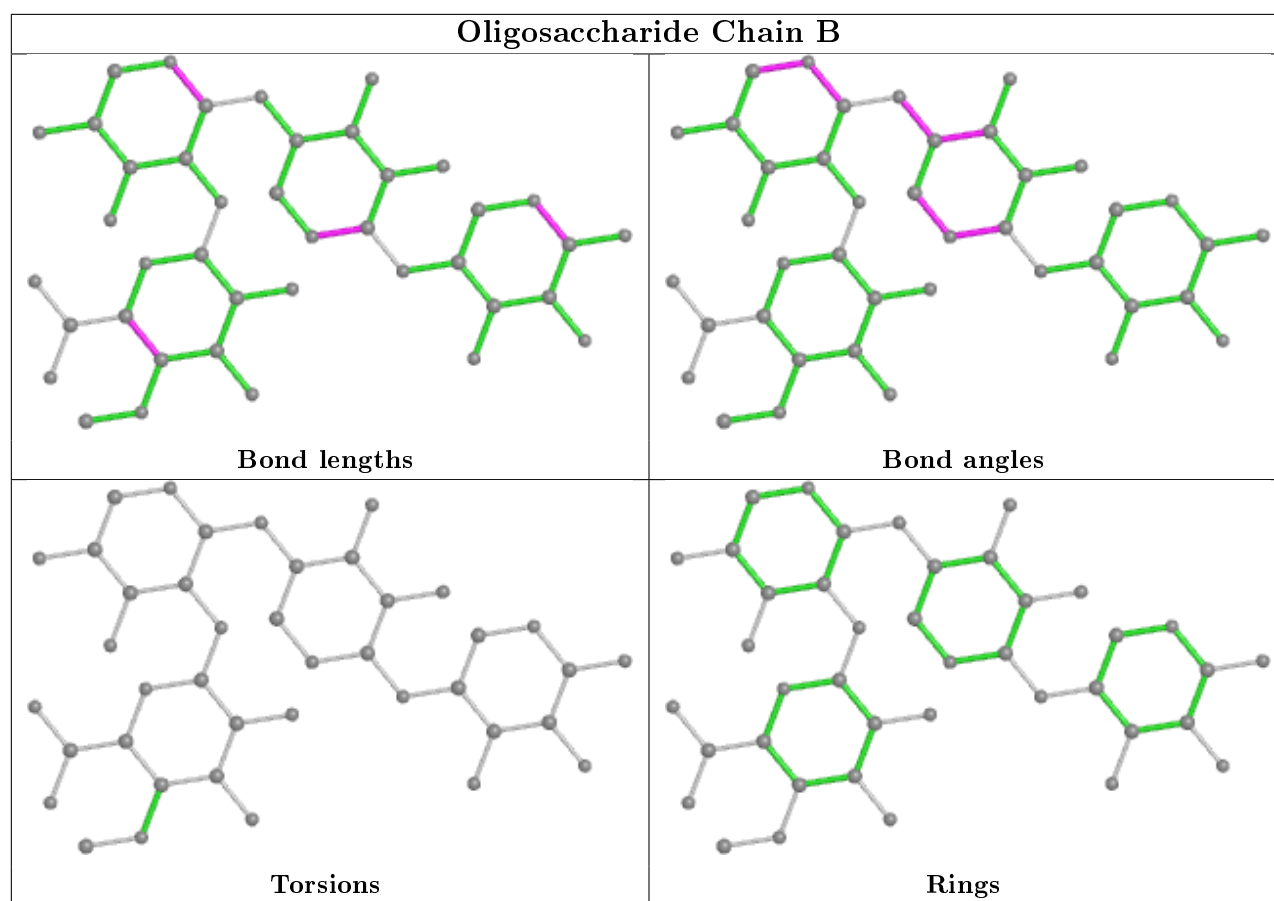 Oligosaccharide Chain B
Bond lengths
Bond angles
Torsions
Rings